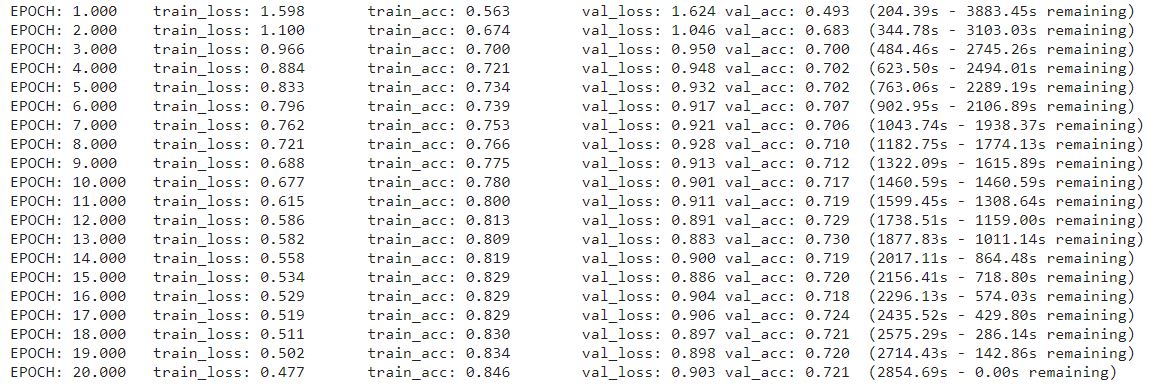 EPOCH: 1.000 train_loss: 1.598 train_acc: 0.563 val_loss: 1.624 val_acc: 0.493 (204.39s - 3883.45s remaining)
EPOCH: 2.000 train_loss: 1.100 train_acc: 0.674 val_loss: 1.046 val_acc: 0.683 (344.78s - 3103.03s remaining)
EPOCH: 3.000 train_loss: 0.966 train_acc: 0.700 val_loss: 0.950 val_acc: 0.700 (484.46s - 2745.26s remaining)
EPOCH: 4.000 train_loss: 0.884 train_acc: 0.721 val_loss: 0.948 val_acc: 0.702 (623.50s - 2494.01s remaining)
EPOCH: 5.000 train_loss: 0.833 train_acc: 0.734 val_loss: 0.932 val_acc: 0.702 (763.06s - 2289.19s remaining)
EPOCH: 6.000 train_loss: 0.796 train_acc: 0.739 val_loss: 0.917 val_acc: 0.707 (902.95s - 2106.89s remaining)
EPOCH: 7.000 train_loss: 0.762 train_acc: 0.753 val_loss: 0.921 val_acc: 0.706 (1043.74s - 1938.37s remaining)
EPOCH: 8.000 train_loss: 0.721 train_acc: 0.766 val_loss: 0.928 val_acc: 0.710 (1182.75s - 1774.13s remaining)
EPOCH: 9.000 train_loss: 0.688 train_acc: 0.775 val_loss: 0.913 val_acc: 0.712 (1322.09s - 1615.89s remaining)
EPOCH: 10.000 train_loss: 0.677 train_acc: 0.780 val_loss: 0.901 val_acc: 0.717 (1460.59s - 1460.59s remaining)
EPOCH: 11.000 train_loss: 0.615 train_acc: 0.800 val_loss: 0.911 val_acc: 0.719 (1599.45s - 1308.64s remaining)
EPOCH: 12.000 train_loss: 0.586 train_acc: 0.813 val_loss: 0.891 val_acc: 0.729 (1738.51s - 1159.00s remaining)
EPOCH: 13.000 train_loss: 0.582 train_acc: 0.809 val_loss: 0.883 val_acc: 0.730 (1877.83s - 1011.14s remaining)
EPOCH: 14.000 train_loss: 0.558 train_acc: 0.819 val_loss: 0.900 val_acc: 0.719 (2017.11s - 864.48s remaining)
EPOCH: 15.000 train_loss: 0.534 train_acc: 0.829 val_loss: 0.886 val_acc: 0.720 (2156.41s - 718.80s remaining)
EPOCH: 16.000 train_loss: 0.529 train_acc: 0.829 val_loss: 0.904 val_acc: 0.718 (2296.13s - 574.03s remaining)
EPOCH: 17.000 train_loss: 0.519 train_acc: 0.829 val_loss: 0.906 val_acc: 0.724 (2435.52s - 429.80s remaining)
EPOCH: 18.000 train_loss: 0.511 train_acc: 0.830 val_loss: 0.897 val_acc: 0.721 (2575.29s - 286.14s remaining)
EPOCH: 19.000 train_loss: 0.502 train_acc: 0.834 val_loss: 0.898 val_acc: 0.720 (2714.43s - 142.86s remaining)
EPOCH: 20.000 train_loss: 0.477 train_acc: 0.846 val_loss: 0.903 val_acc: 0.721 (2854.69s - 0.00s remaining)